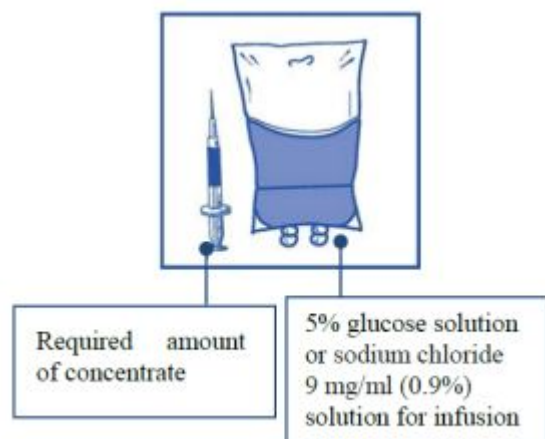 Required amount
of concentrate
5% glucose solution
or sodium chloride
9 mg/ml (0.9%)
solution for infusion